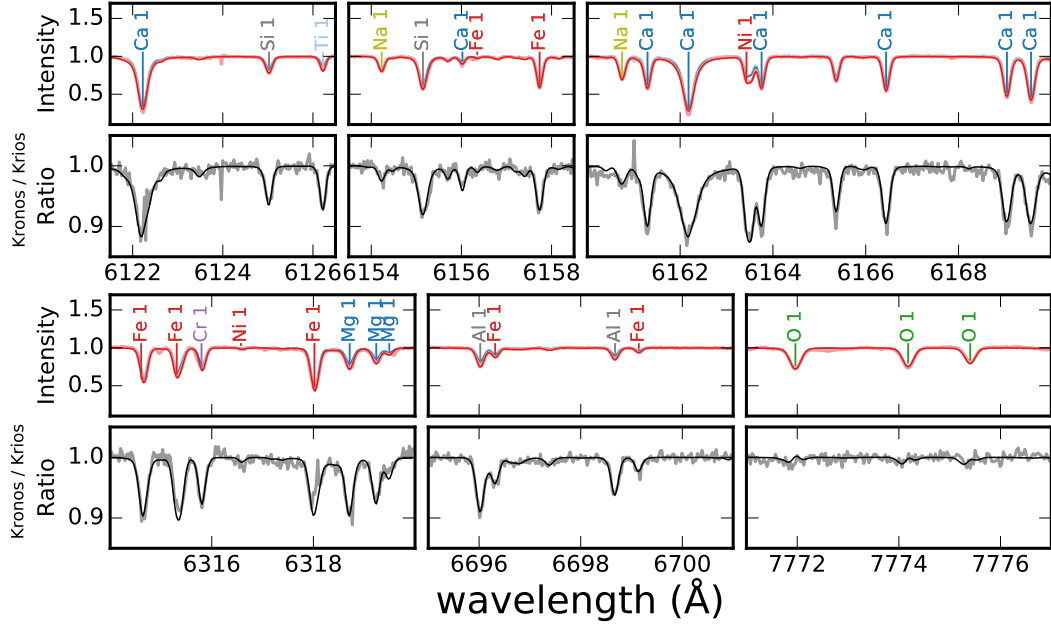 1.5
1.0
0.5
Intensity
Ca 1
Si 1
Ti 1
Na 1
Si 1
Ca 1
Fe 1
Fe 1
Na 1
Ca 1
Ca 1
Ni 1
Ca 1
Ca 1
Ca 1
Ca 1
1.0
0.9
Kronos / Krios
Ratio
6122 6124 6126
6154 6156 6158
6162 6164 6166 6168
1.5
1.0
0.5
Intensity
Fe 1
Fe 1
Cr 1
Ni 1
Fe 1
Mg 1
Mg 1
Mg 1
Al 1
Fe 1
Al 1
Fe 1
O 1
O 1
O 1
1.0
0.9
Kronos / Krios
Ratio
6316 6318
6696 6698 6700
7772 7774 7776
wavelength (Å)